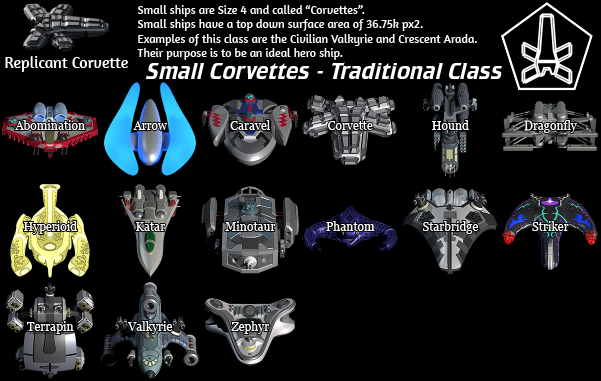 Small ships are Size 4 and called “Corvettes”.
Small ships have a top down surface area of 36.75k px2.
Examples of this class are the Civilian Valkyrie and Crescent Arada.
Their purpose is to be an ideal hero ship.
Replicant Corvette
Small Corvettes - Traditional Class
Abomination Arrow Caravel Corvette Hound Dragonfly
Hyperioid Katar Minotaur Phantom Starbridge Striker
Terrapin Valkyrie Zephyr